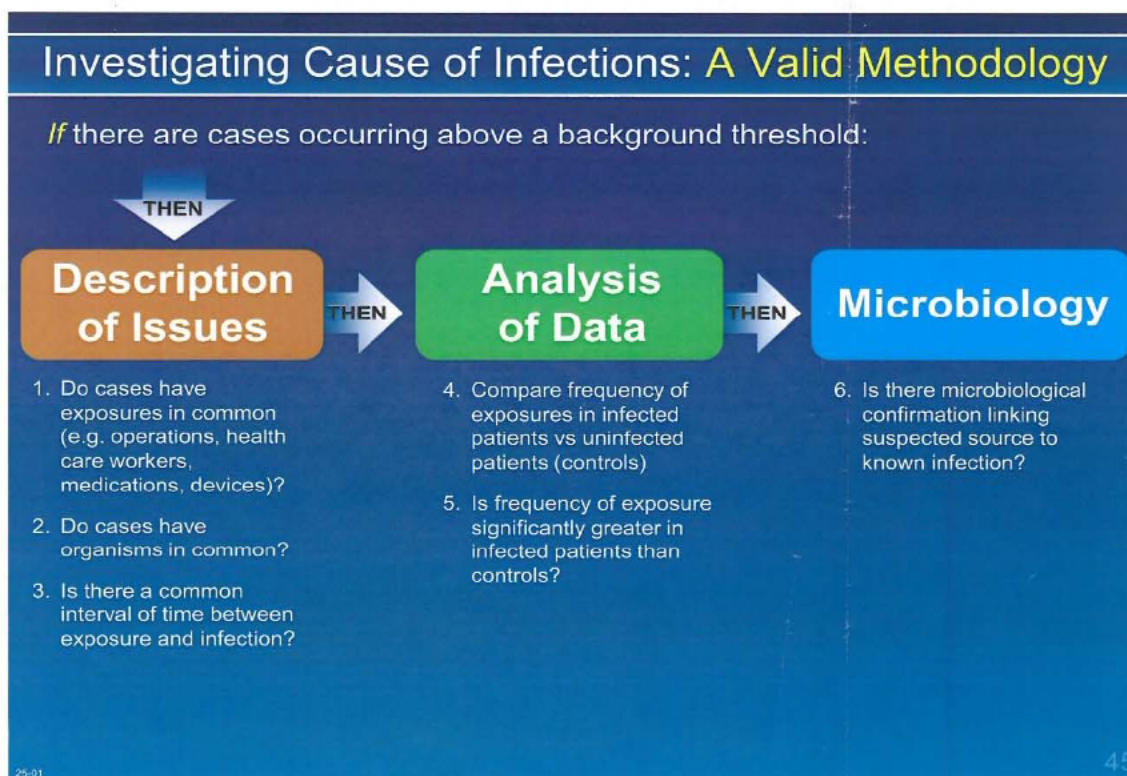 Investigating Cause of Infections: A Valid Methodology
If there are cases occurring above a background threshold:
THEN
Description
of Issues
THEN
Analysis
of Data
THEN
Microbiology
1. Do cases have
exposures in common
(e.g. operations, health
care workers,
medications, devices)?
2. Do cases have
organisms in common?
3. Is there a common
interval of time between
exposure and infection?
4. Compare frequency of
exposures in infected
patients vs uninfected
patients (controls)
5. Is frequency of exposure
significantly greater in
infected patients than
controls?
6. Is there microbiological
confirmation linking
suspected source to
known infection?
25-01
45